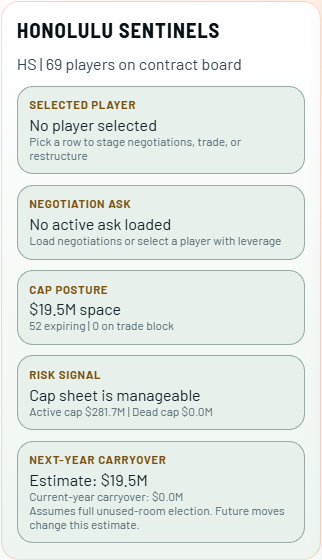 HONOLULU SENTINELS
HS | 69 players on contract board
SELECTED PLAYER
No player selected
Pick a row to stage negotiations, trade, or
restructure
NEGOTIATION ASK
No active ask loaded
Load negotiations or select a player with leverage
CAP POSTURE
$19.5M space
52 expiring | 0 on trade block
RISK SIGNAL
Cap sheet is manageable
Active cap $281.7M | Dead cap $0.0M
NEXT-YEAR CARRYOVER
Estimate: $19.5M
Current-year carryover: $0.0M
Assumes full unused-room election. Future moves
change this estimate.